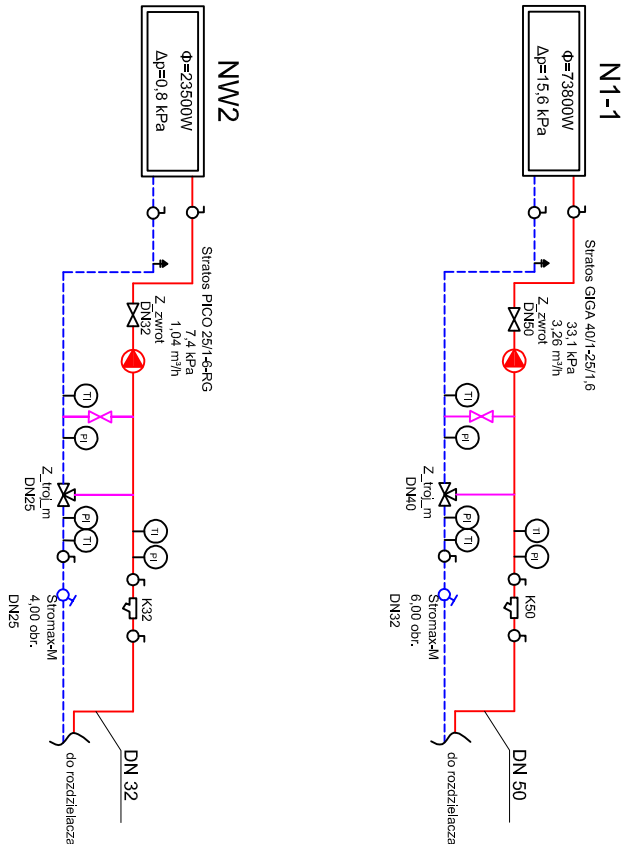 N1-1
Φ=73800W
Δp=15,6 kPa
Stratos GIGA 40/1-25/1,6
33,1 kPa
3,26 m³/h
Z_zwrot
DN50
TI
PI
Z_troj_m
DN40
PI
TI
TI
PI
K50
Stromax-M
6,00 obr.
DN32
DN 50
do rozdzielacza
NW2
Φ=23500W
Δp=0,8 kPa
Stratos PICO 25/1-6-RG
7,4 kPa
1,04 m³/h
Z_zwrot
DN32
TI
PI
Z_troj_m
DN25
PI
TI
TI
PI
K32
Stromax-M
4,00 obr.
DN25
DN 32
do rozdzielacza